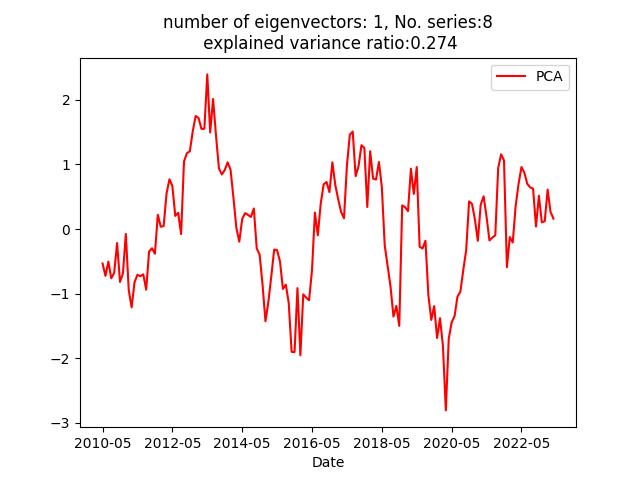 number of eigenvectors: 1, No. series:8
explained variance ratio:0.274
PCA
2
1
0
−1
−2
−3
2010-05 2012-05 2014-05 2016-05 2018-05 2020-05 2022-05
Date